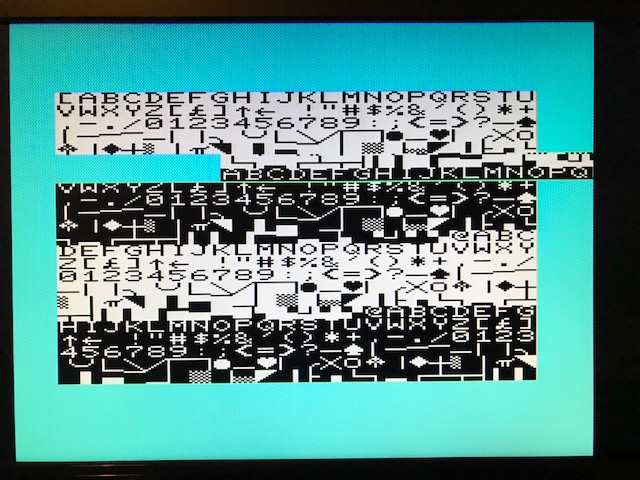 [ABCDEFGHIJKLMNOPQRSTU
VWXYZ[£]↑← !"#$%&'()*+
,-./0123456789:;<=>?
ABCDEFGHIJKLMNOPQ
VWXYZ[£]↑← !"#$%&'()*+
,-./0123456789:;<=>?
@ABC
DEFGHIJKLMNOPQRSTUVWXY
Z[£]↑← !"#$%&'()*+,-./
0123456789:;<=>?
@ABCDEFG
HIJKLMNOPQRSTUVWXYZ[£]
↑← !"#$%&'()*+,-./0123
456789:;<=>?